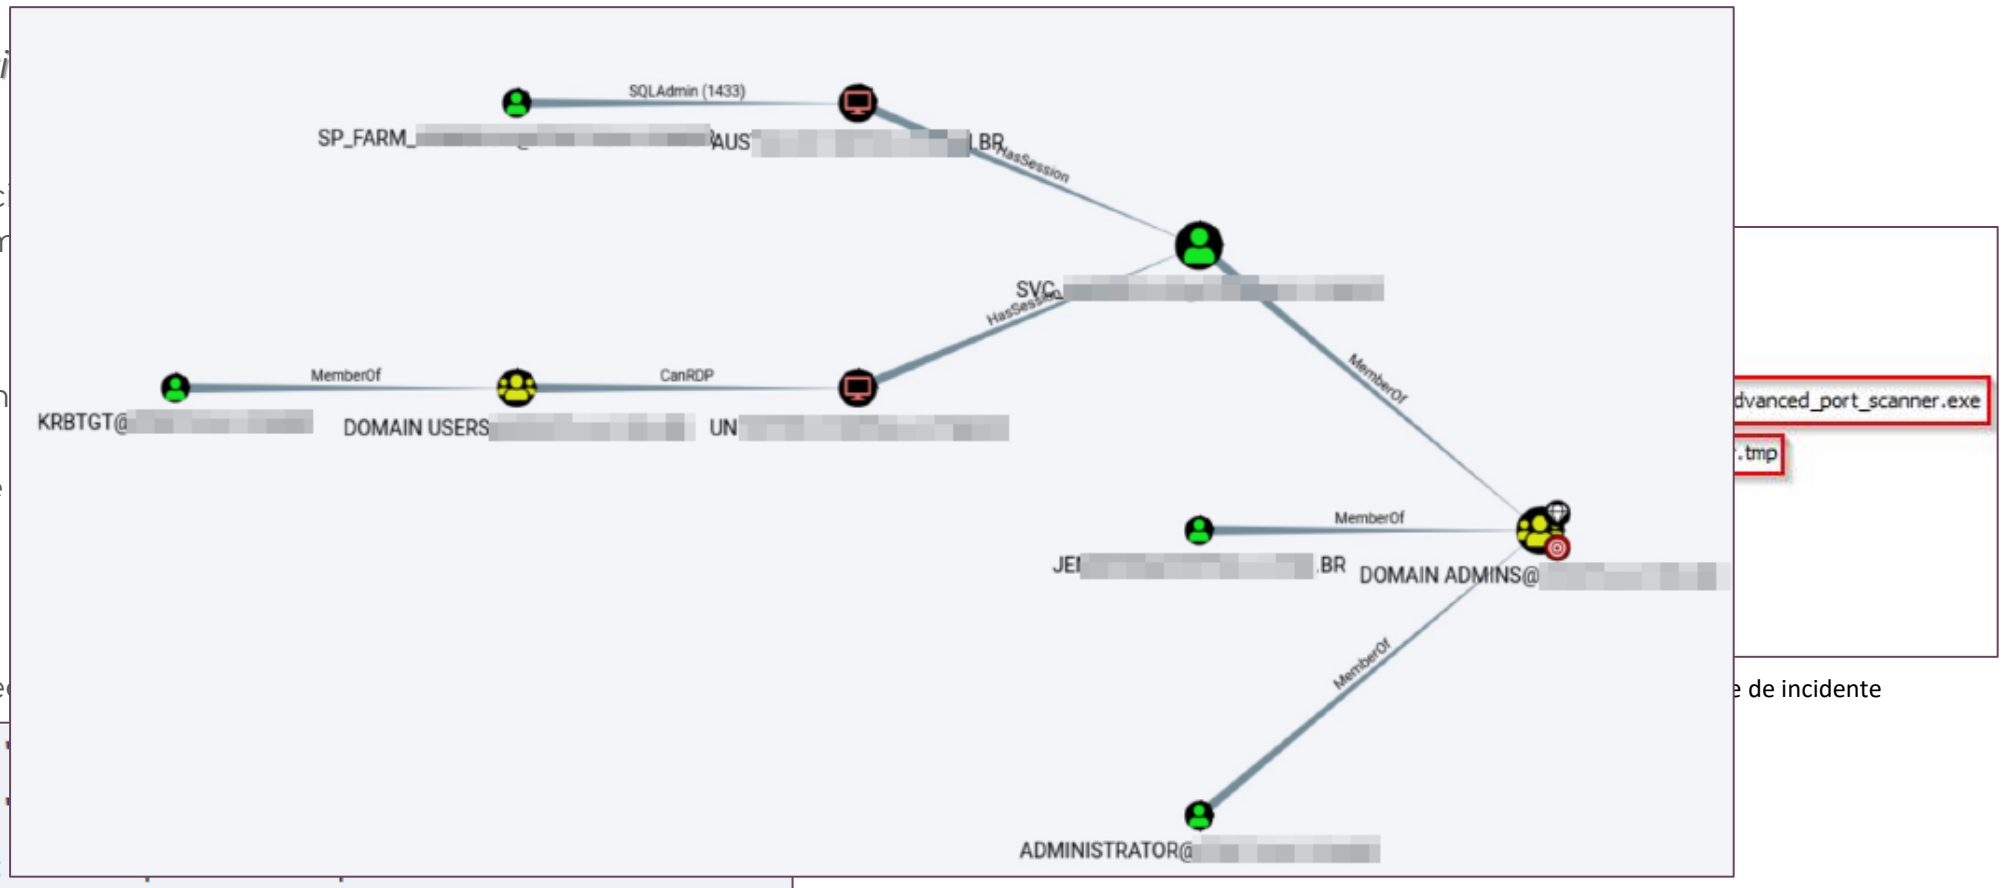 SQLAdmin (1433)
SP_FARM_
AUS
.BR
HasSession
SVC_
HasSession
MemberOf
CanRDP
MemberOf
KRBTGT@
DOMAIN USERS
UN
dvanced_port_scanner.exe
.tmp
MemberOf
JE
.BR
DOMAIN ADMINS@
MemberOf
e de incidente
ADMINISTRATOR@